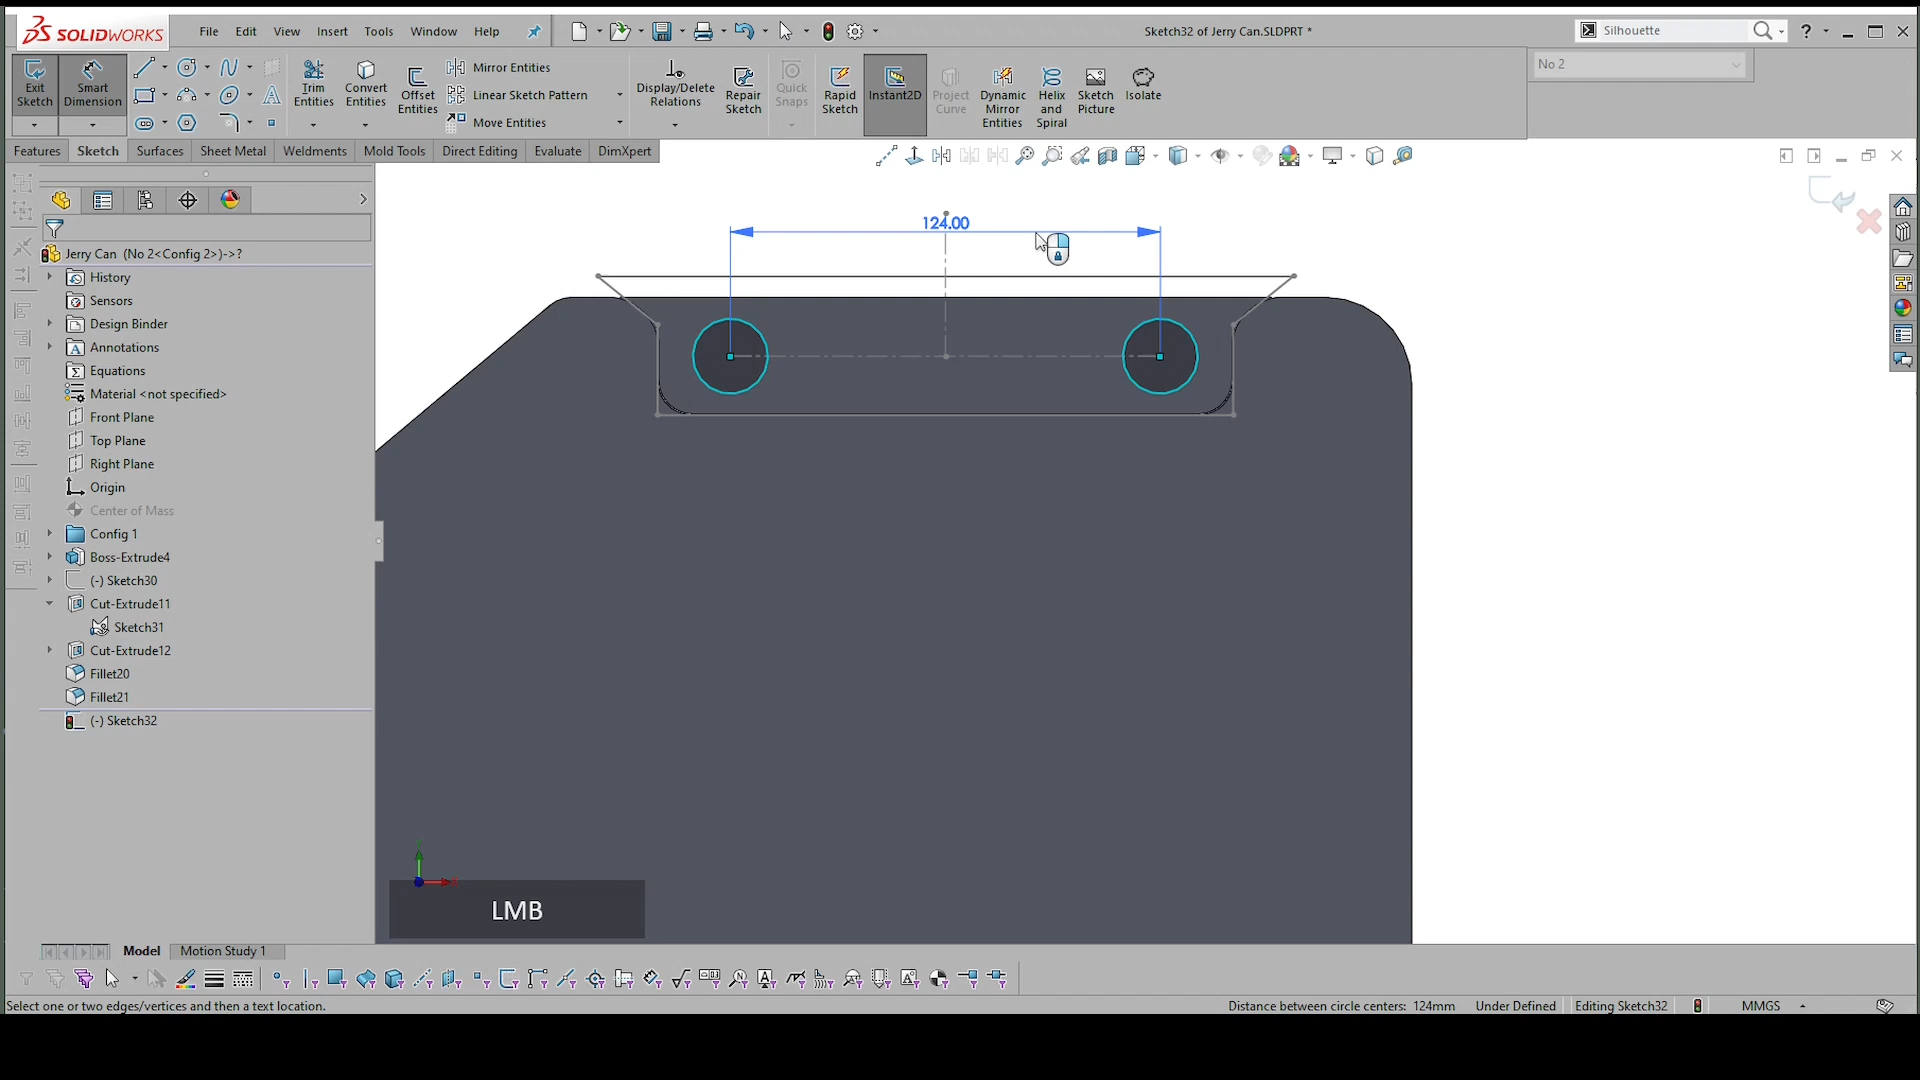 SOLIDWORKS
File Edit View Insert Tools Window Help
Sketch32 of Jerry Can.SLDPRT *
Silhouette
?
Exit Sketch
Smart Dimension
Trim Entities
Convert Entities
Offset Entities
Mirror Entities
Linear Sketch Pattern
Move Entities
Display/Delete Relations
Repair Sketch
Quick Snaps
Rapid Sketch
Instant2D
Project Curve
Dynamic Mirror Entities
Helix and Spiral
Sketch Picture
Isolate
No 2
Features Sketch Surfaces Sheet Metal Weldments Mold Tools Direct Editing Evaluate DimXpert
Jerry Can (No 2<Config 2>)->?
History
Sensors
Design Binder
Annotations
Equations
Material <not specified>
Front Plane
Top Plane
Right Plane
Origin
Center of Mass
Config 1
Boss-Extrude4
(-) Sketch30
Cut-Extrude11
Sketch31
Cut-Extrude12
Fillet20
Fillet21
(-) Sketch32
124.00
LMB
Model Motion Study 1
Select one or two edges/vertices and then a text location.
Distance between circle centers: 124mm Under Defined Editing Sketch32 MMGS